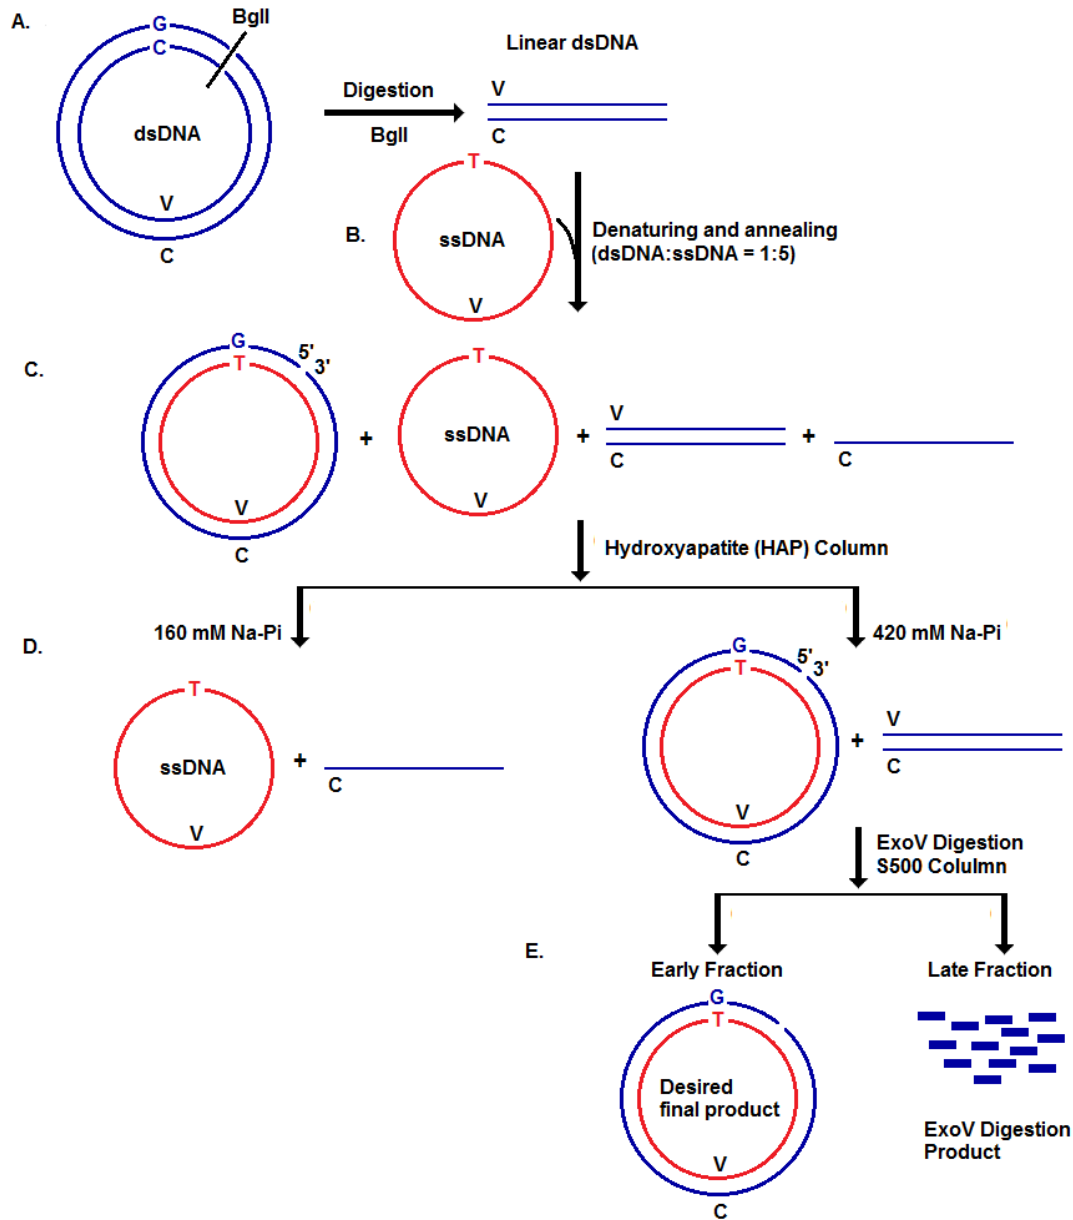 A.
G
C
BglI
dsDNA
V
C
Digestion
BglI
Linear dsDNA
V
C
B.
T
ssDNA
V
Denaturing and annealing
(dsDNA:ssDNA = 1:5)
C.
G
T
5'
3'
V
C
+
T
ssDNA
V
+
V
C
+
C
Hydroxyapatite (HAP) Column
D.
160 mM Na-Pi
420 mM Na-Pi
T
ssDNA
V
+
C
G
T
5'
3'
V
C
+
V
C
ExoV Digestion
S500 Colulmn
E.
Early Fraction
Late Fraction
G
T
Desired
final product
V
C
ExoV Digestion
Product